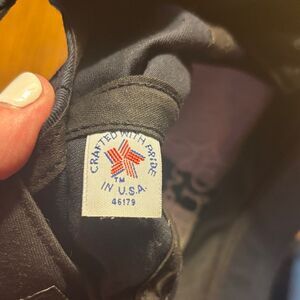 CRAFTED WITH PRIDE
TM
IN U.S.A.
46179